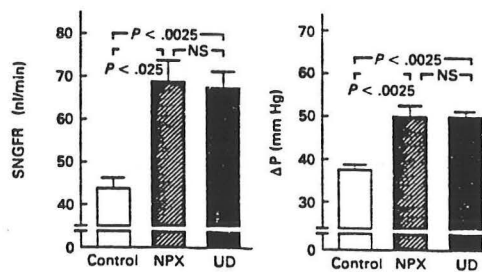 SNGFR (nl/min)
80
70
60
50
40
0
P < .0025
NS
P < .025
Control NPX UD
ΔP (mm Hg)
70
60
50
40
30
0
P < .0025
NS
P < .0025
Control NPX UD